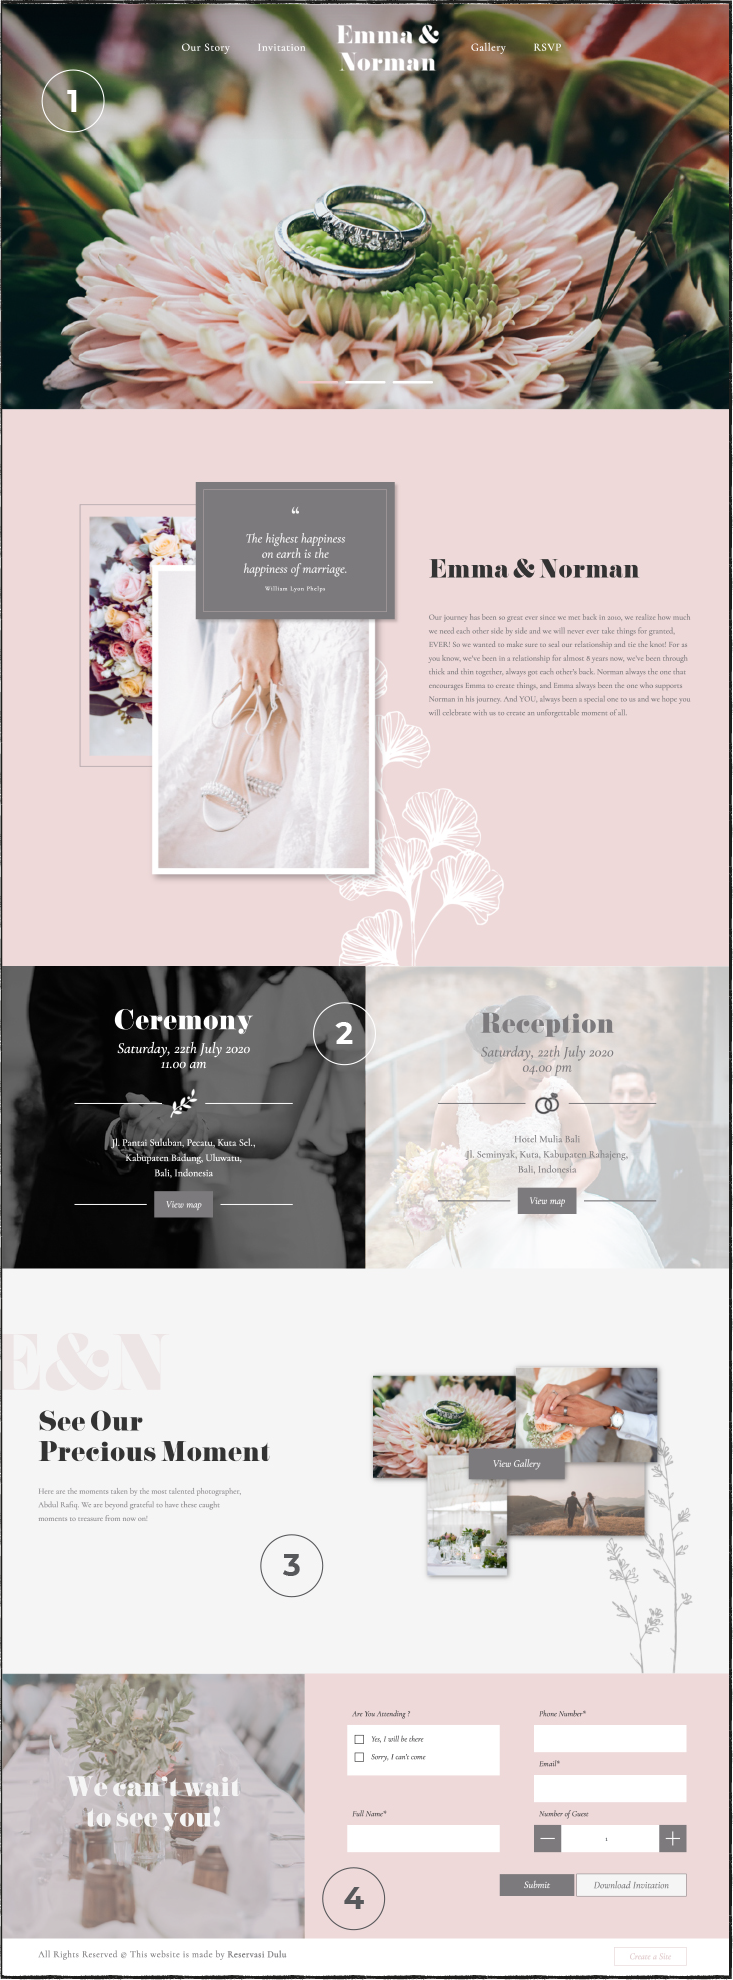 Our Story Invitation Emma & Gallery RSVP
Norman
1
“
The highest happiness
on earth is the
happiness of marriage.
William Lyon Phelps
Emma & Norman
Our journey has been so great ever since we met back in 2010, we realize how much
we need each other side by side and we will never ever take things for granted,
EVER! So we wanted to make sure to seal our relationship and tie the knot! For as
you know, we've been in a relationship for almost 8 years now, we've been through
thick and thin together, always got each other's back. Norman always the one that
encourages Emma to create things, and Emma always been the one who supports
Norman in his journey. And YOU, always been a special one to us and we hope you
will celebrate with us to create an unforgettable moment of all.
Ceremony
Saturday, 22th July 2020
11.00 am
Jl. Pantai Suluban, Pecatu, Kuta Sel.,
Kabupaten Badung, Uluwatu,
Bali, Indonesia
View map
2
Reception
Saturday, 22th July 2020
04.00 pm
Hotel Mulia Bali
Jl. Seminyak, Kuta, Kabupaten Rahajeng,
Bali, Indonesia
View map
E&N
See Our
Precious Moment
Here are the moments taken by the most talented photographer,
Abdul Rafiq. We are beyond grateful to have these caught
moments to treasure from now on!
View Gallery
3
We can't wait
to see you!
Are You Attending ?
Yes, I will be there
Sorry, I can't come
Full Name*
Phone Number*
Email*
Number of Guest
1
Submit
Download Invitation
4
All Rights Reserved @ This website is made by Reservasi Dulu
Create a Site